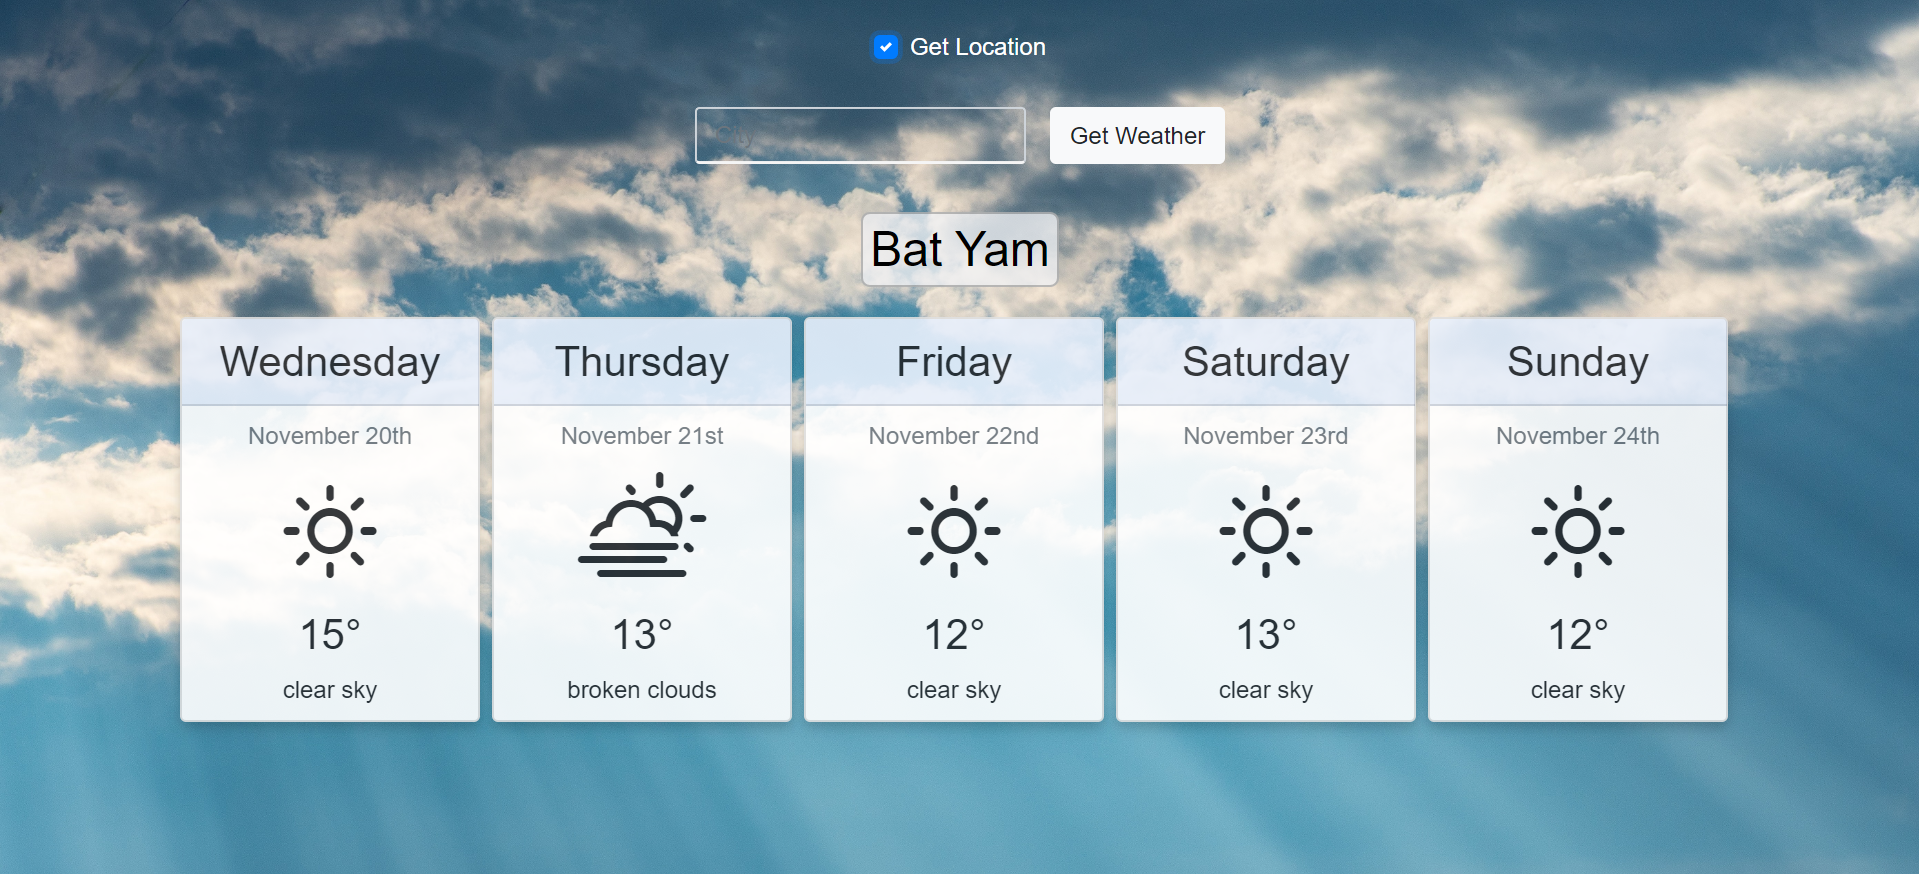 Get Location
Get Weather
Bat Yam
Wednesday
November 20th
15°
clear sky
Thursday
November 21st
13°
broken clouds
Friday
November 22nd
12°
clear sky
Saturday
November 23rd
13°
clear sky
Sunday
November 24th
12°
clear sky